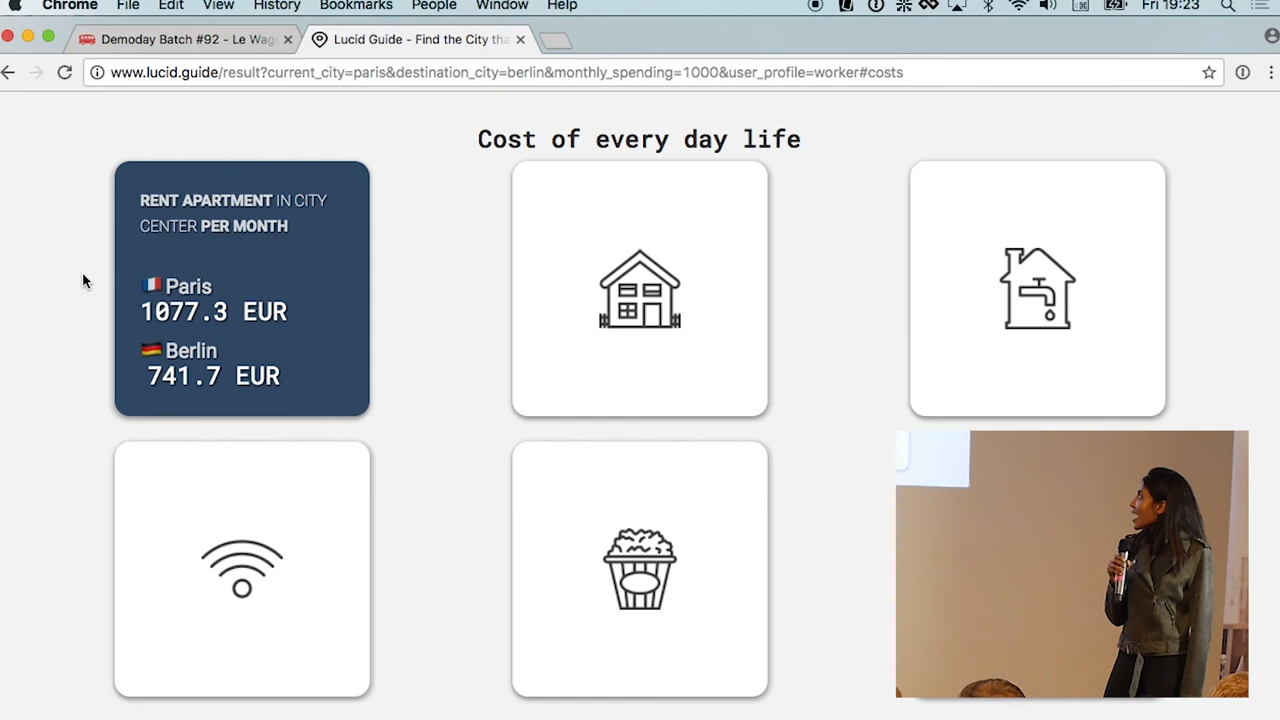 Chrome File Edit View History Bookmarks People Window Help Fri 19:23
Demoday Batch #92 - Le Wag
Lucid Guide - Find the City tha
www.lucid.guide/result?current_city=paris&destination_city=berlin&monthly_spending=1000&user_profile=worker#costs
Cost of every day life
RENT APARTMENT IN CITY
CENTER PER MONTH
Paris
1077.3 EUR
Berlin
741.7 EUR